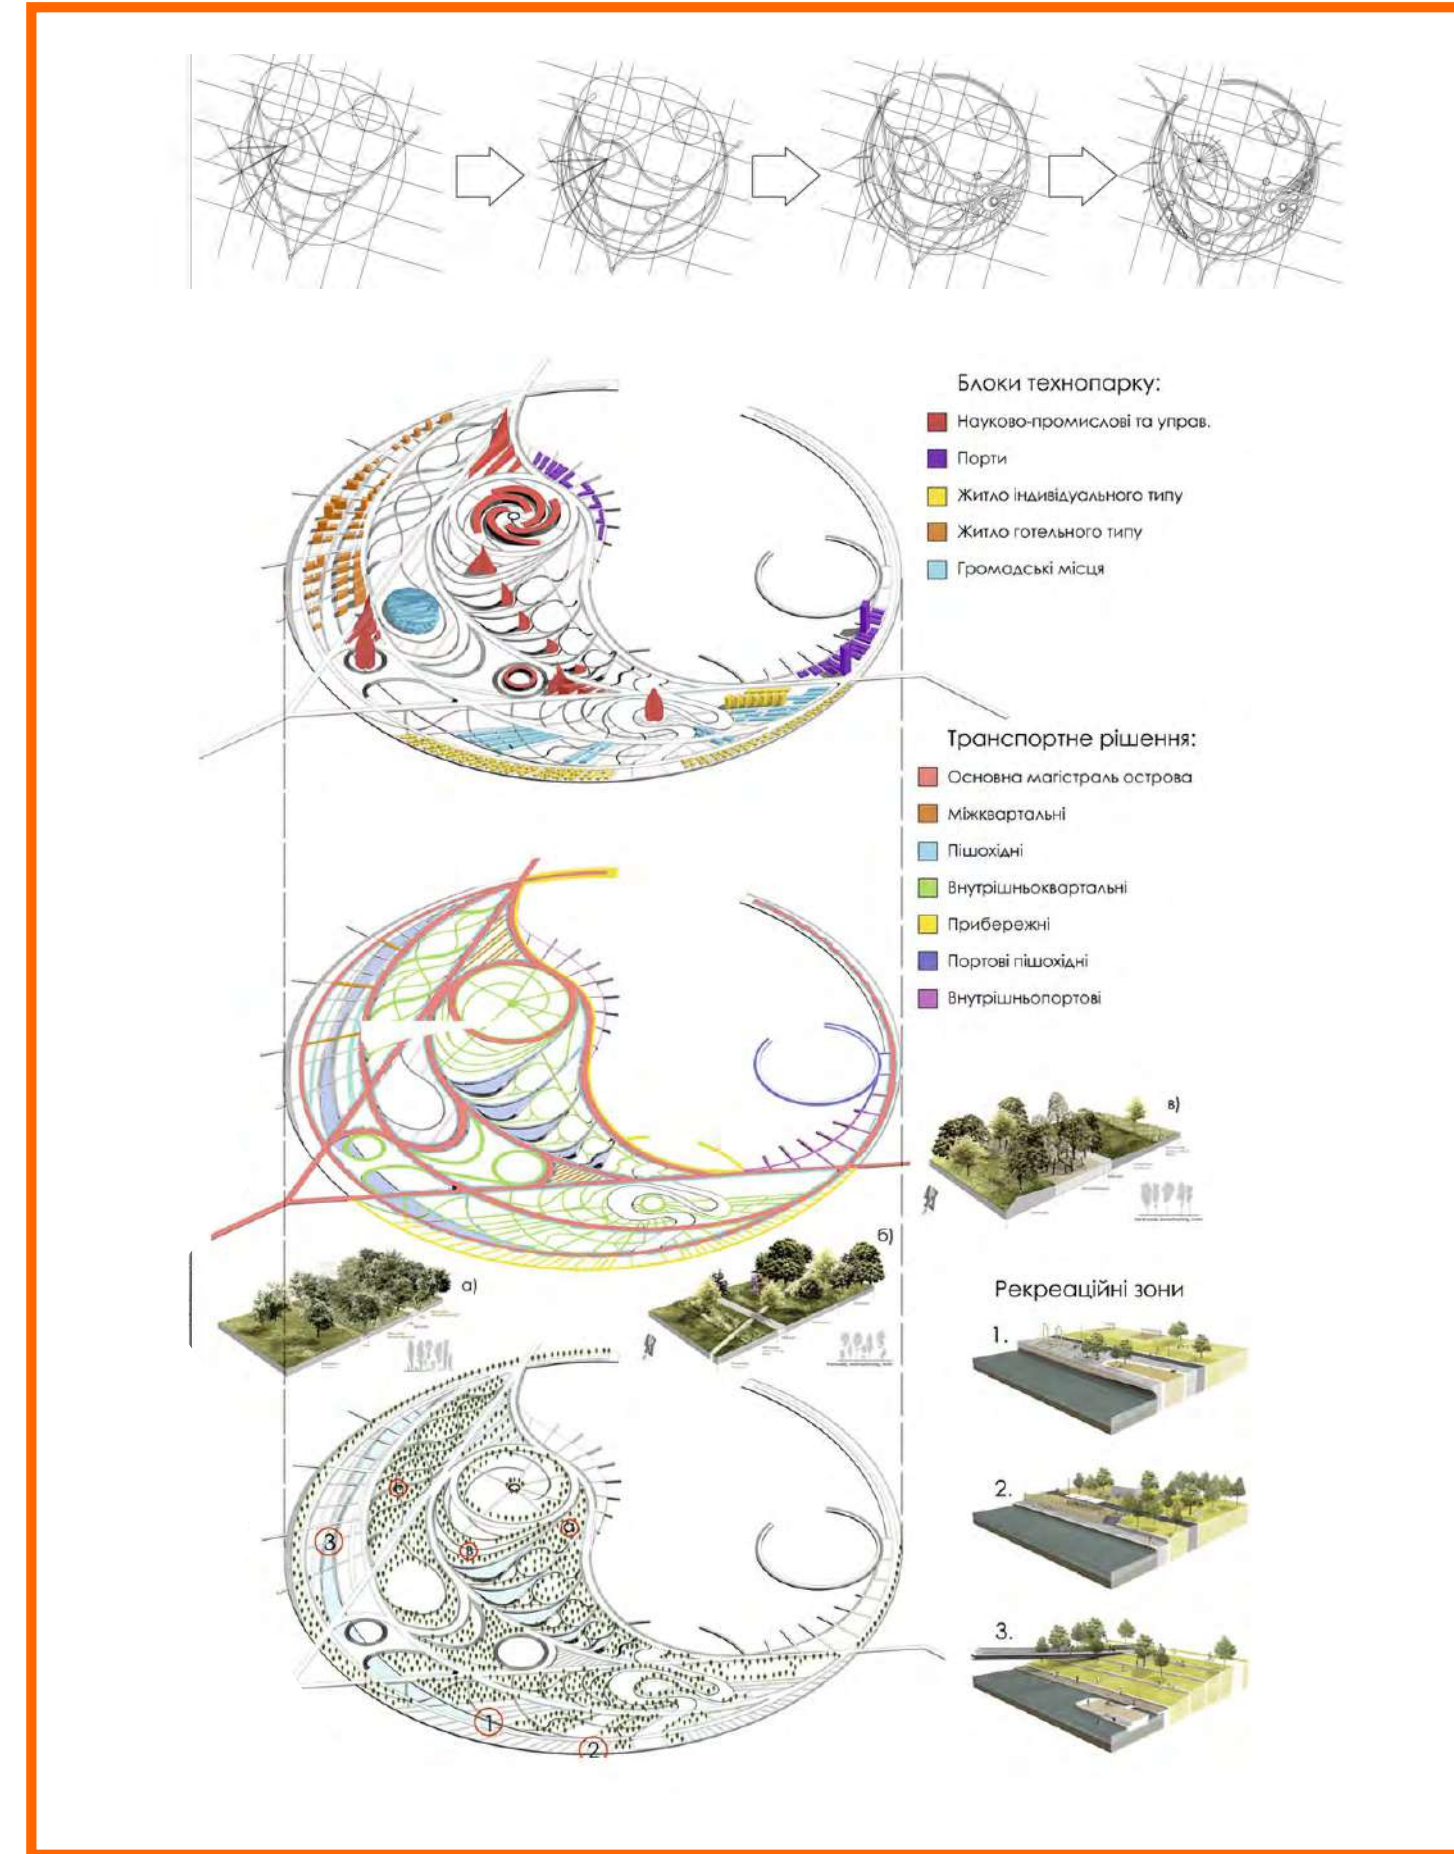 Блоки технопарку:
Науково-промислові та управ.
Порти
Житло індивідуального типу
Житло готельного типу
Громадські місця
Транспортне рішення:
Основна магістраль острова
Міжквартальні
Пішохідні
Внутрішньоквартальні
Прибережні
Портові пішохідні
Внутрішньопортові
в)
б)
а)
Рекреаційні зони
1.
2.
3.
3
1
2